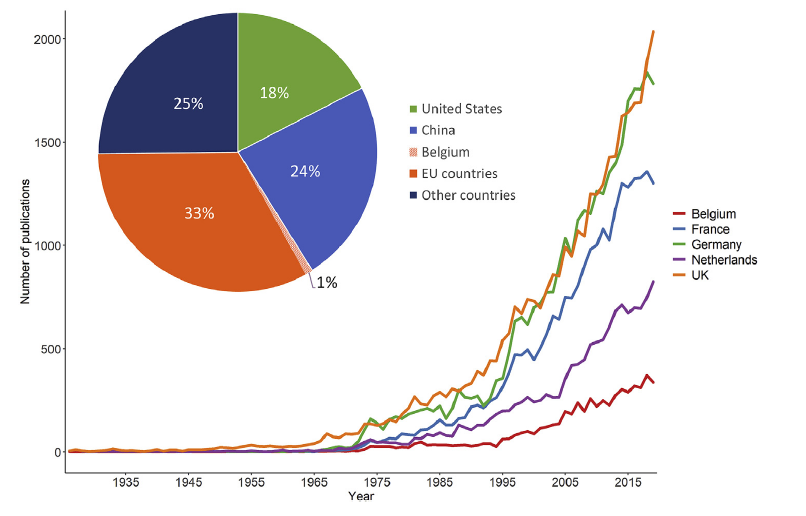 2000
1500
1000
500
0
Number of publications
18%
24%
1%
33%
25%
United States
China
Belgium
EU countries
Other countries
Belgium
France
Germany
Netherlands
UK
1935
1945
1955
1965
1975
1985
1995
2005
2015
Year